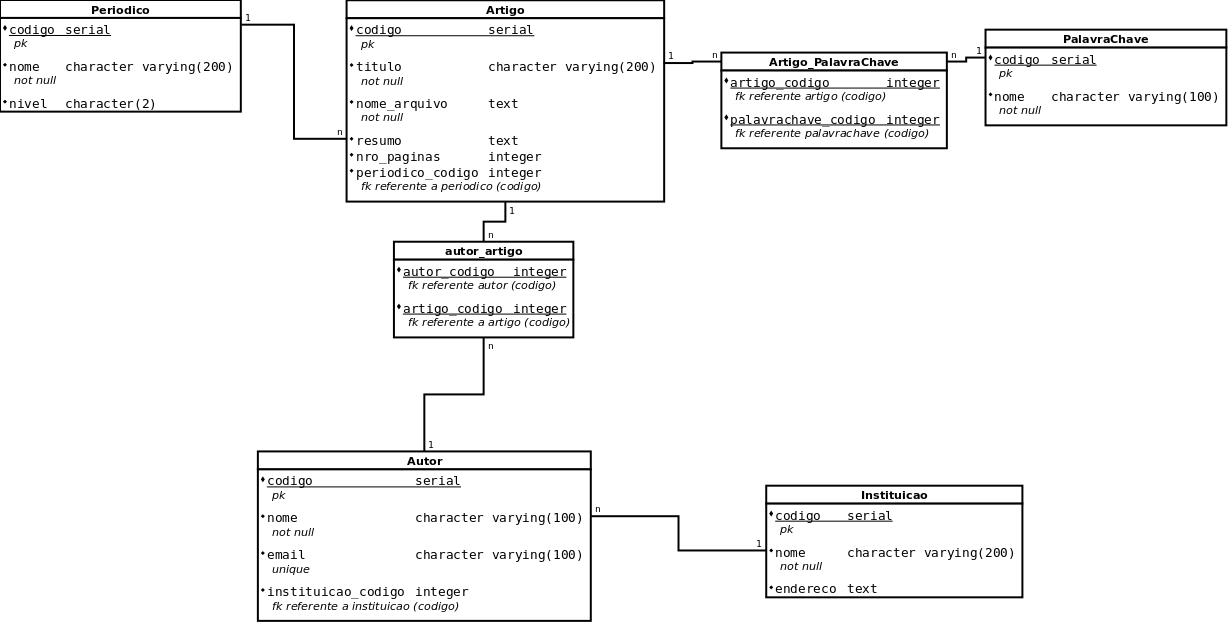 Periodico
codigo serial
pk
nome character varying(200)
not null
nivel character(2)
1
n
Artigo
codigo serial
pk
titulo character varying(200)
not null
nome_arquivo text
not null
resumo text
nro_paginas integer
periodico_codigo integer
fk referente a periodico (codigo)
1
n
Artigo_PalavraChave
artigo_codigo integer
fk referente artigo (codigo)
palavrachave_codigo integer
fk referente palavrachave (codigo)
n
1
PalavraChave
codigo serial
pk
nome character varying(100)
not null
1
n
autor_artigo
autor_codigo integer
fk referente autor (codigo)
artigo_codigo integer
fk referente a artigo (codigo)
n
1
Autor
codigo serial
pk
nome character varying(100)
not null
email character varying(100)
unique
instituicao_codigo integer
fk referente a instituicao (codigo)
n
1
Instituicao
codigo serial
pk
nome character varying(200)
not null
endereco text